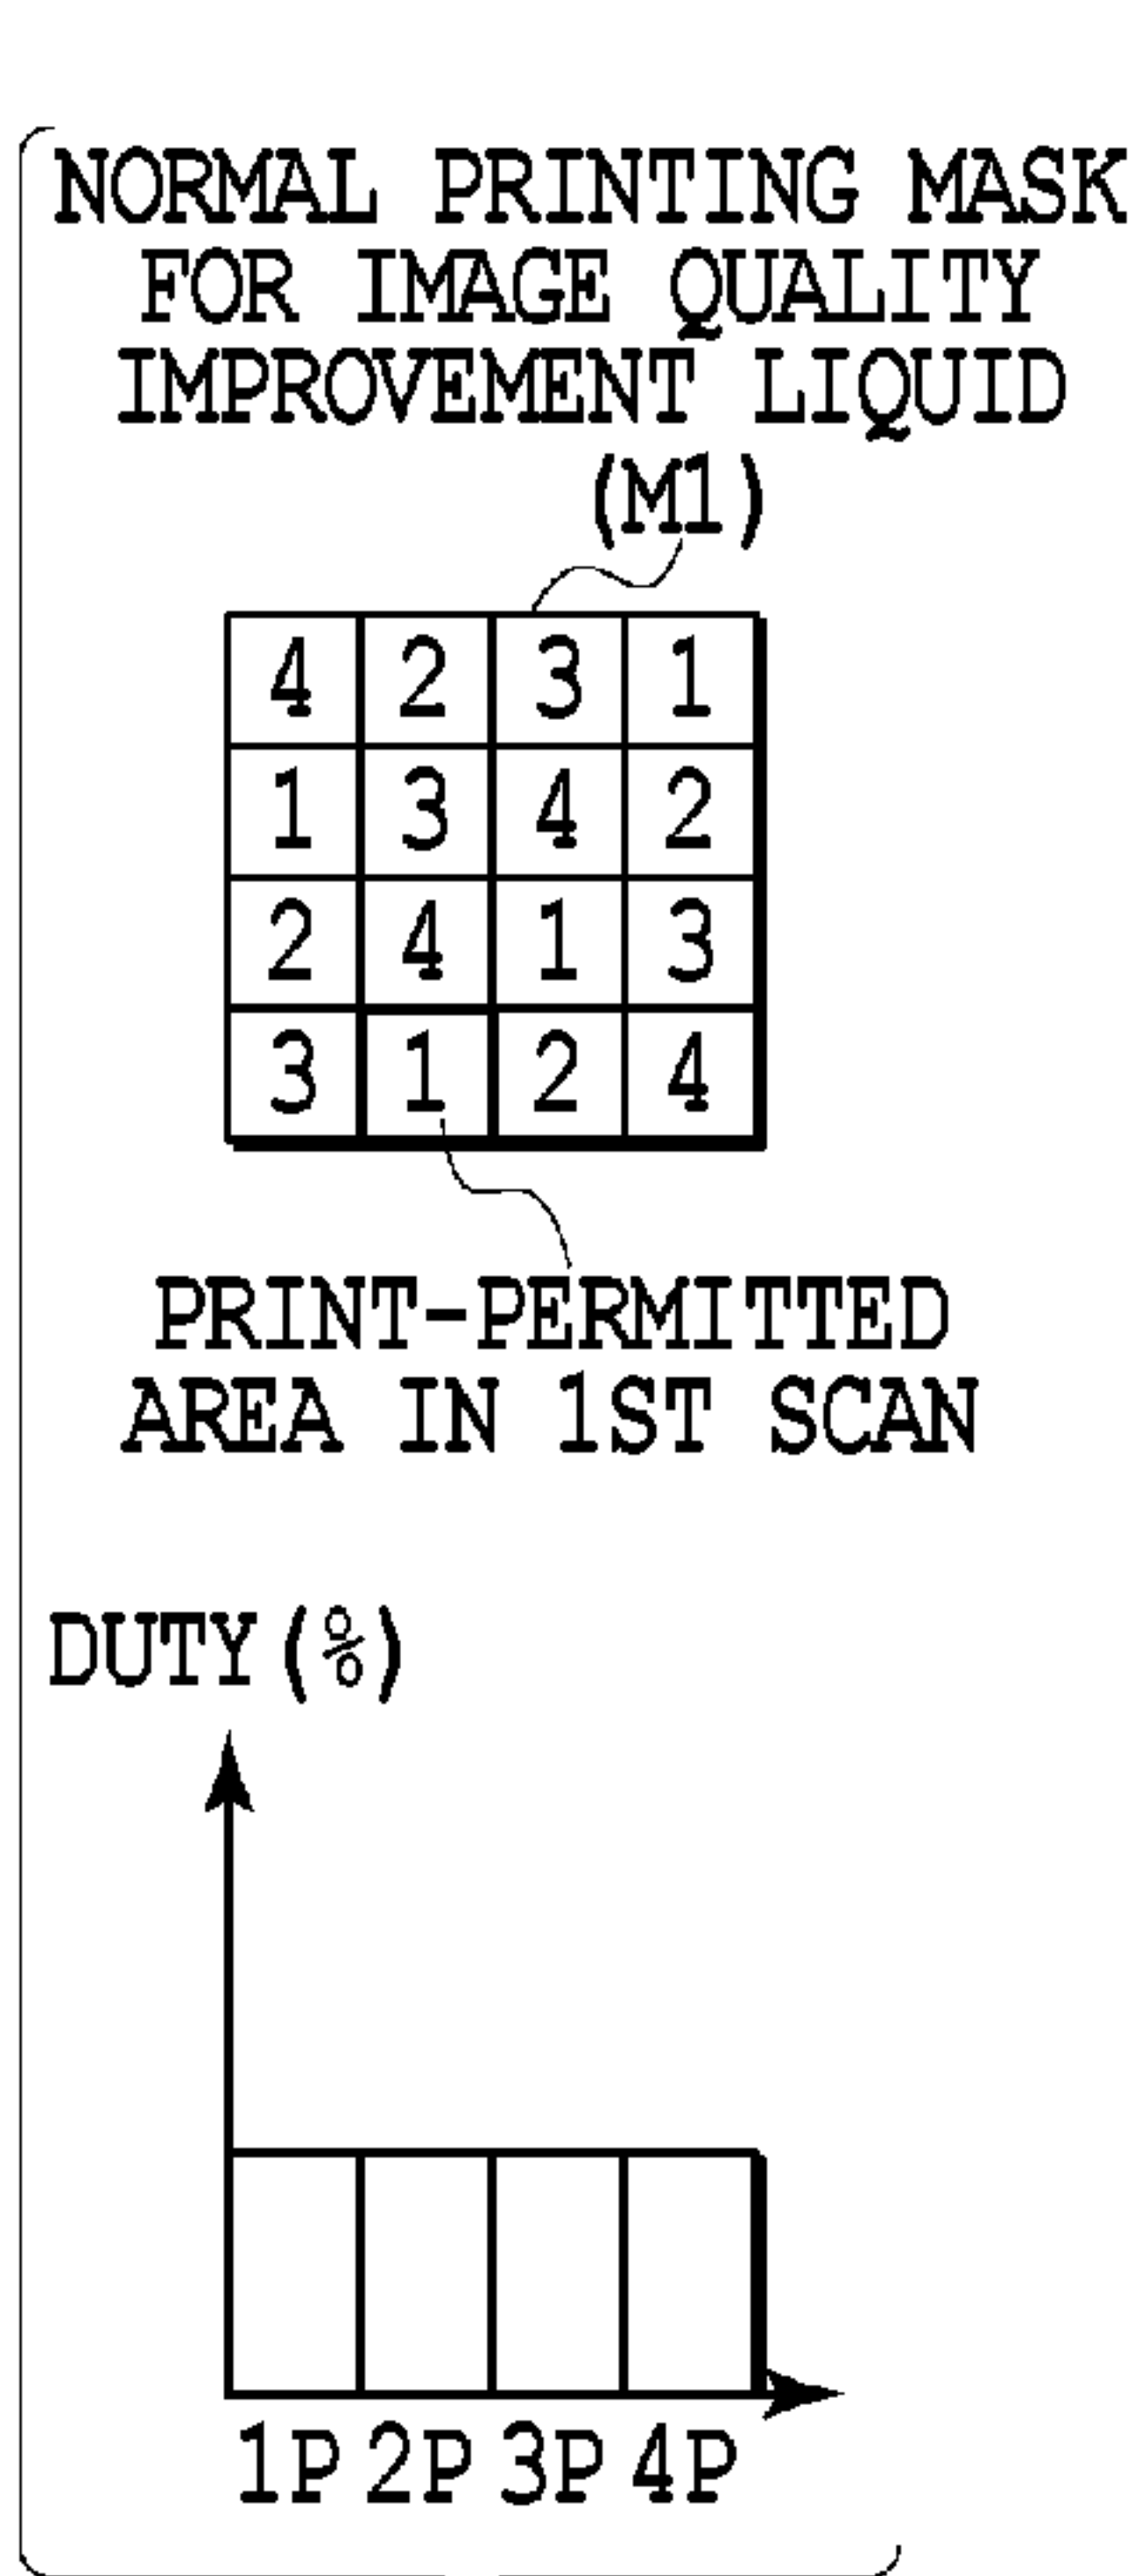 NORMAL PRINTING MASK
FOR IMAGE QUALITY
IMPROVEMENT LIQUID
(M1)
4 2 3 1
1 3 4 2
2 4 1 3
3 1 2 4
PRINT-PERMITTED
AREA IN 1ST SCAN
DUTY(%)
1P 2P 3P 4P